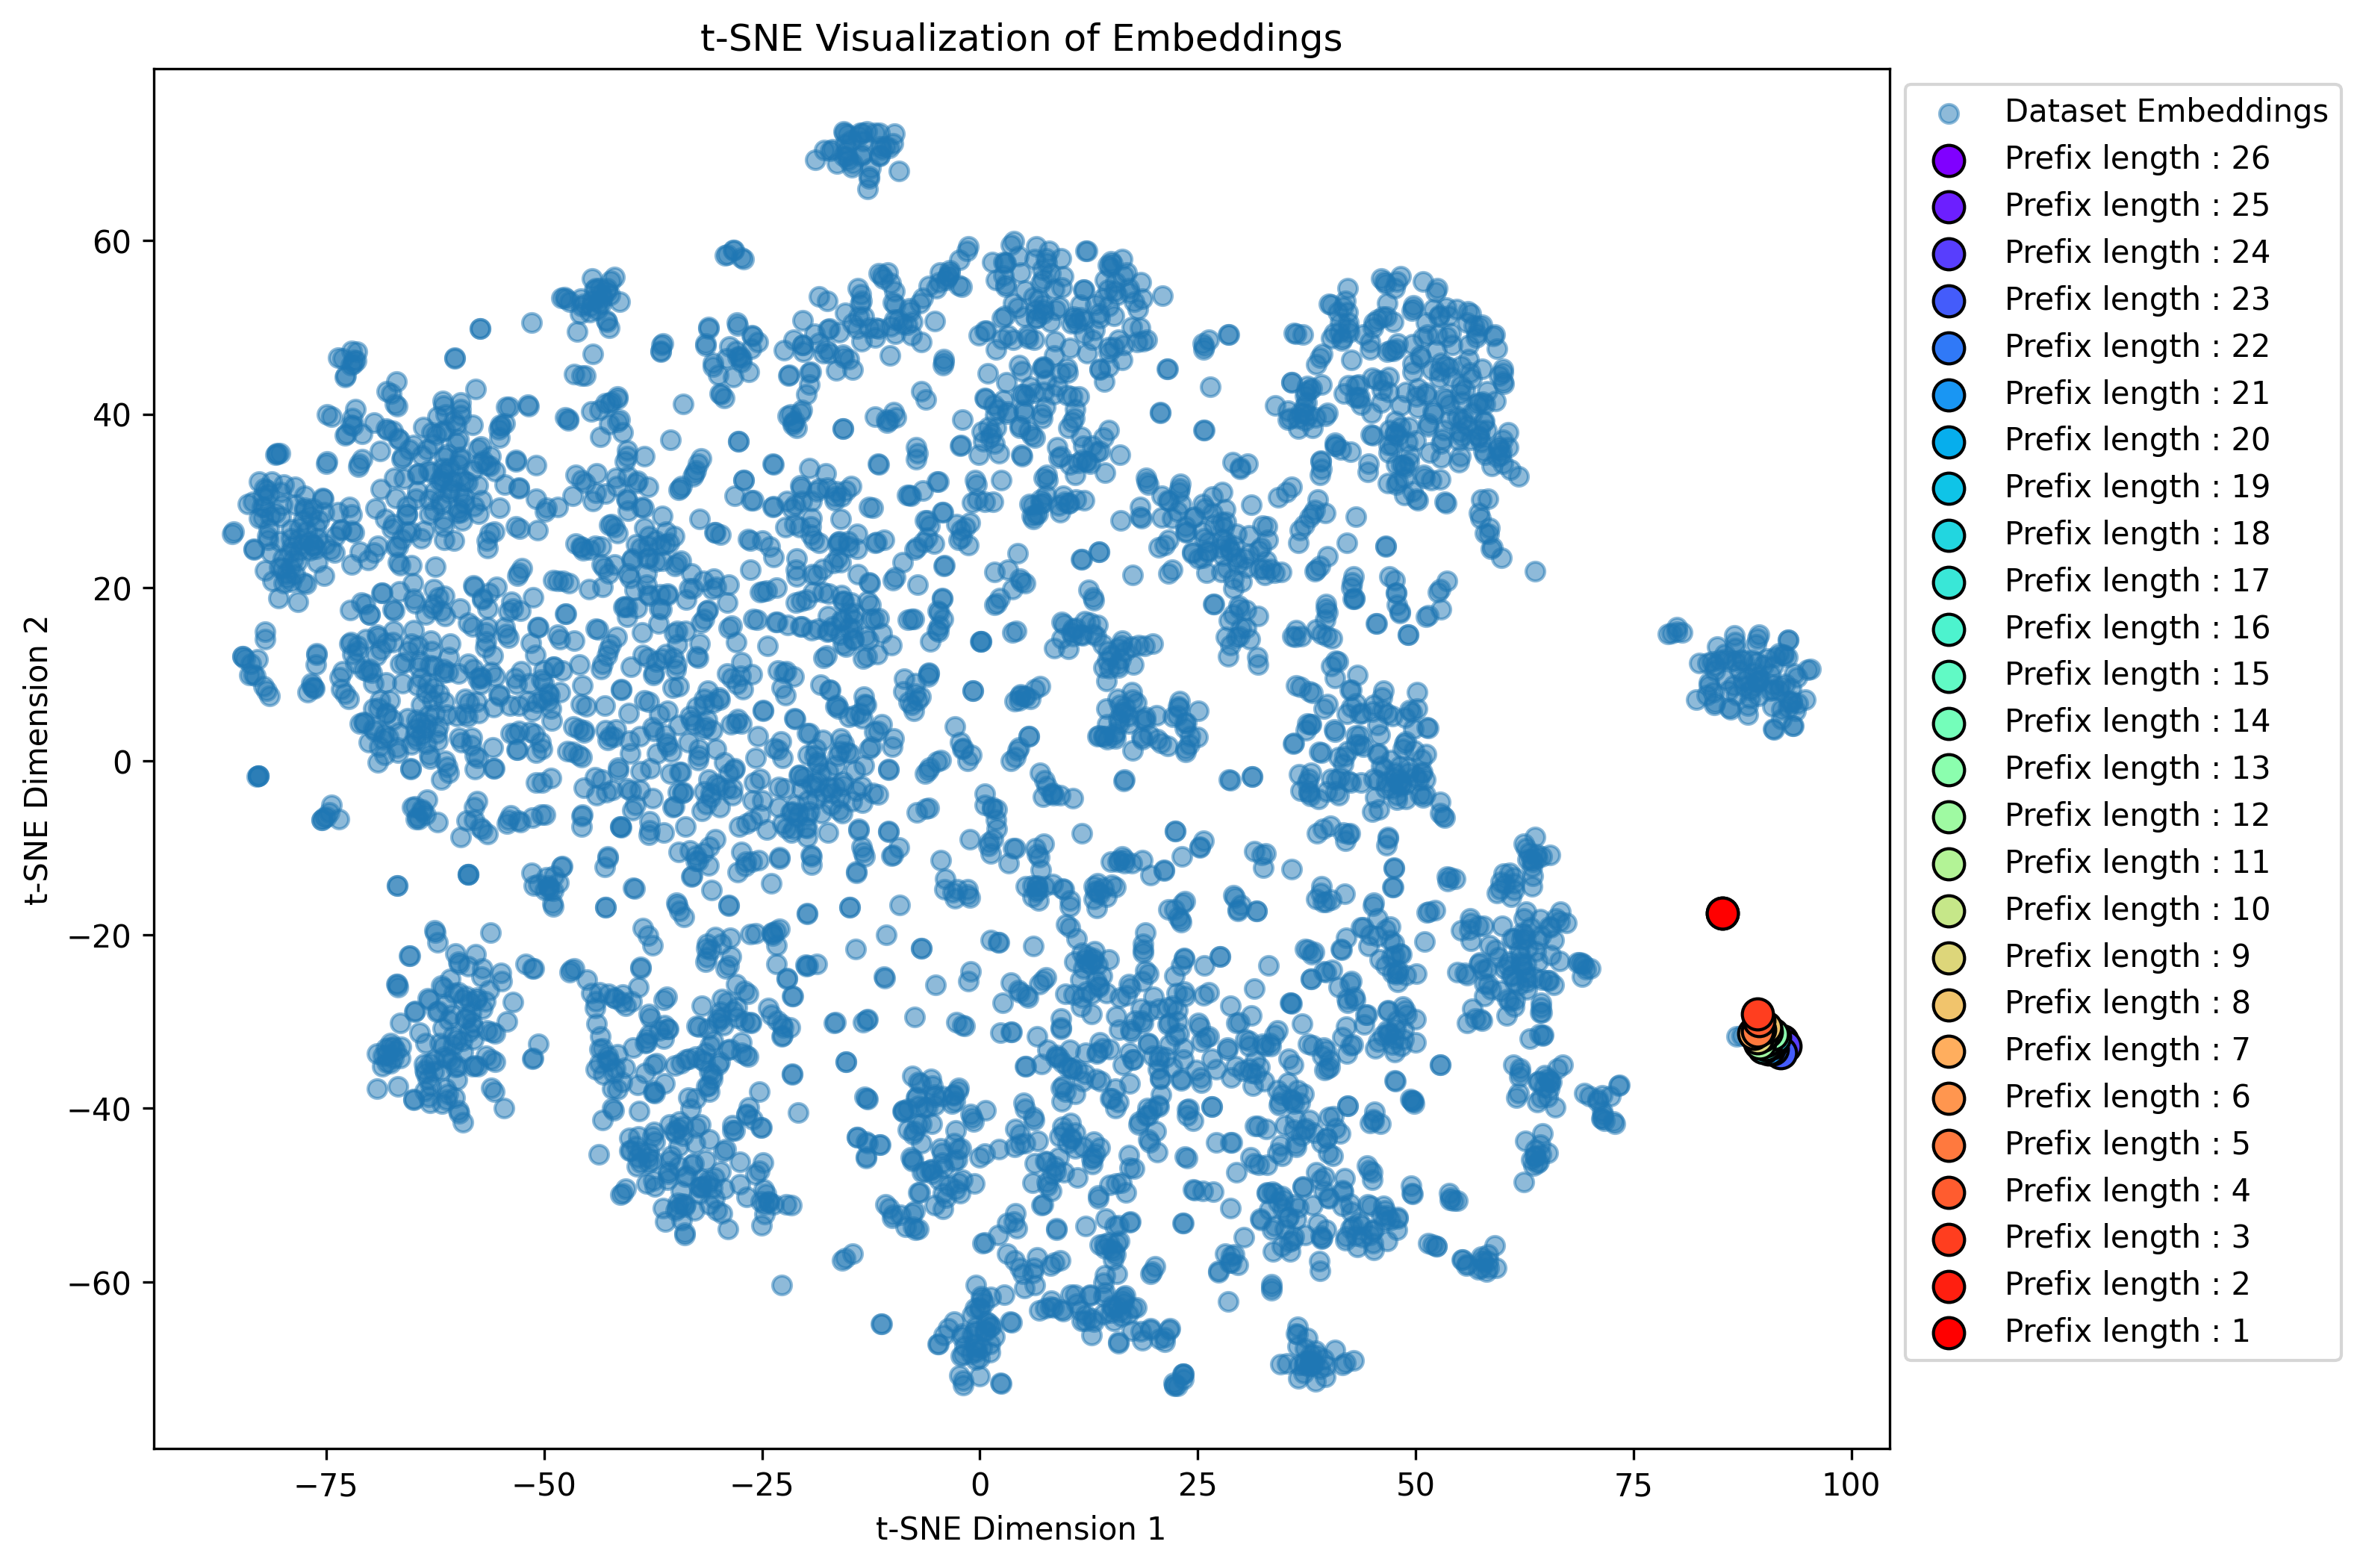 t-SNE Visualization of Embeddings
t-SNE Dimension 2
60
40
20
0
−20
−40
−60
−75
−50
−25
0
25
50
75
100
t-SNE Dimension 1
Dataset Embeddings
Prefix length : 26
Prefix length : 25
Prefix length : 24
Prefix length : 23
Prefix length : 22
Prefix length : 21
Prefix length : 20
Prefix length : 19
Prefix length : 18
Prefix length : 17
Prefix length : 16
Prefix length : 15
Prefix length : 14
Prefix length : 13
Prefix length : 12
Prefix length : 11
Prefix length : 10
Prefix length : 9
Prefix length : 8
Prefix length : 7
Prefix length : 6
Prefix length : 5
Prefix length : 4
Prefix length : 3
Prefix length : 2
Prefix length : 1